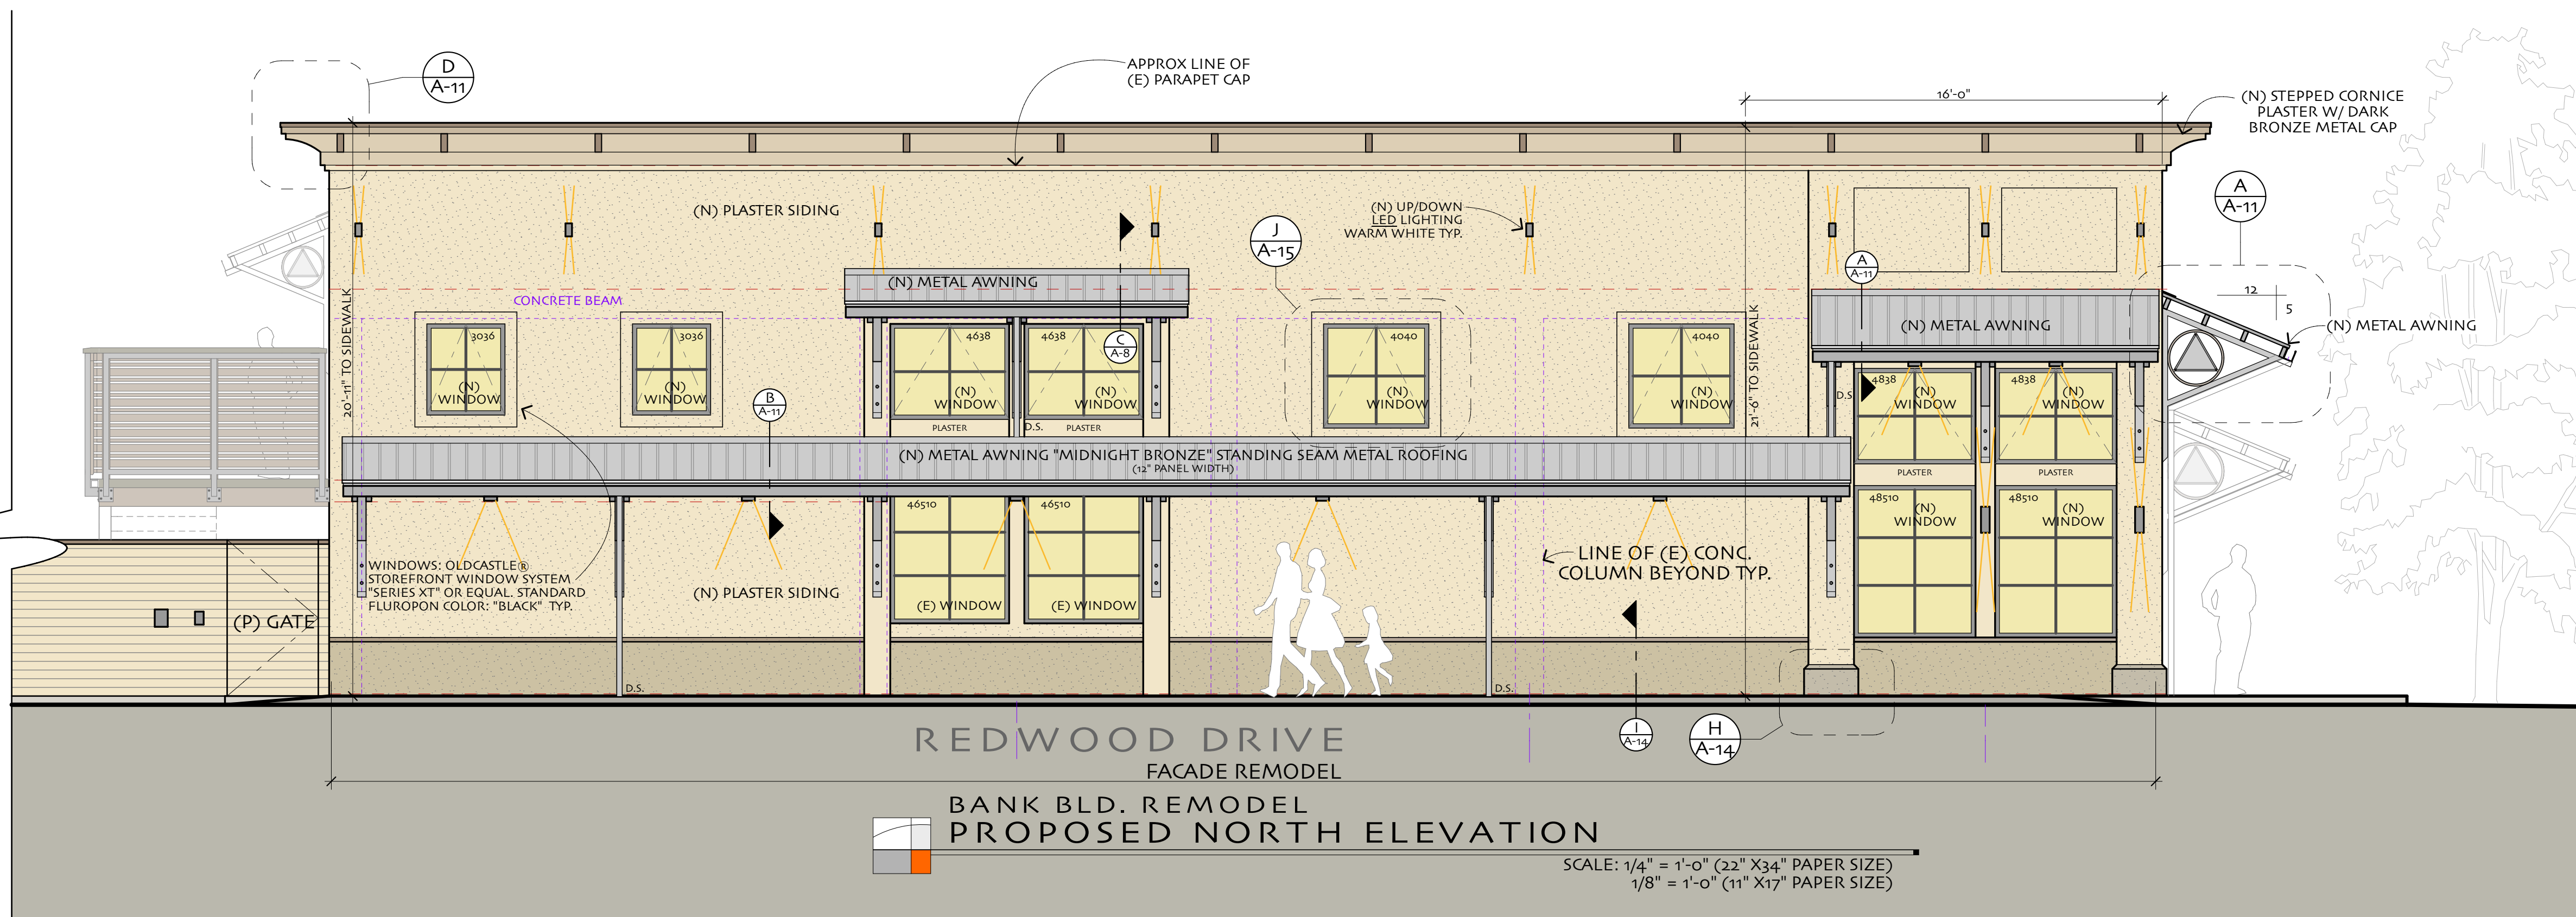 D
A-11
APPROX LINE OF
(E) PARAPET CAP
16'-0"
(N) STEPPED CORNICE
PLASTER W/ DARK
BRONZE METAL CAP
A
A-11
(N) PLASTER SIDING
(N) UP/DOWN
LED LIGHTING
WARM WHITE TYP.
J
A-15
A
A-11
12
5
(N) METAL AWNING
CONCRETE BEAM
(N) METAL AWNING
(N) METAL AWNING
20'-11" TO SIDEWALK
21'-6" TO SIDEWALK
3036
(N)
WINDOW
3036
(N)
WINDOW
4638
(N)
WINDOW
4638
(N)
WINDOW
C
A-8
4040
(N)
WINDOW
4040
(N)
WINDOW
4838
(N)
WINDOW
4838
(N)
WINDOW
D.S.
B
A-11
PLASTER
D.S.
PLASTER
(N) METAL AWNING "MIDNIGHT BRONZE" STANDING SEAM METAL ROOFING
(12" PANEL WIDTH)
PLASTER
PLASTER
46510
(E) WINDOW
46510
(E) WINDOW
48510
(N)
WINDOW
48510
(N)
WINDOW
WINDOWS: OLDCASTLE®
STOREFRONT WINDOW SYSTEM
"SERIES XT" OR EQUAL. STANDARD
FLUROPON COLOR: "BLACK" TYP.
(N) PLASTER SIDING
LINE OF (E) CONC.
COLUMN BEYOND TYP.
(P) GATE
D.S.
D.S.
I
A-14
H
A-14
REDWOOD DRIVE
FACADE REMODEL
BANK BLD. REMODEL
PROPOSED NORTH ELEVATION
SCALE: 1/4" = 1'-0" (22" X34" PAPER SIZE)
1/8" = 1'-0" (11" X17" PAPER SIZE)